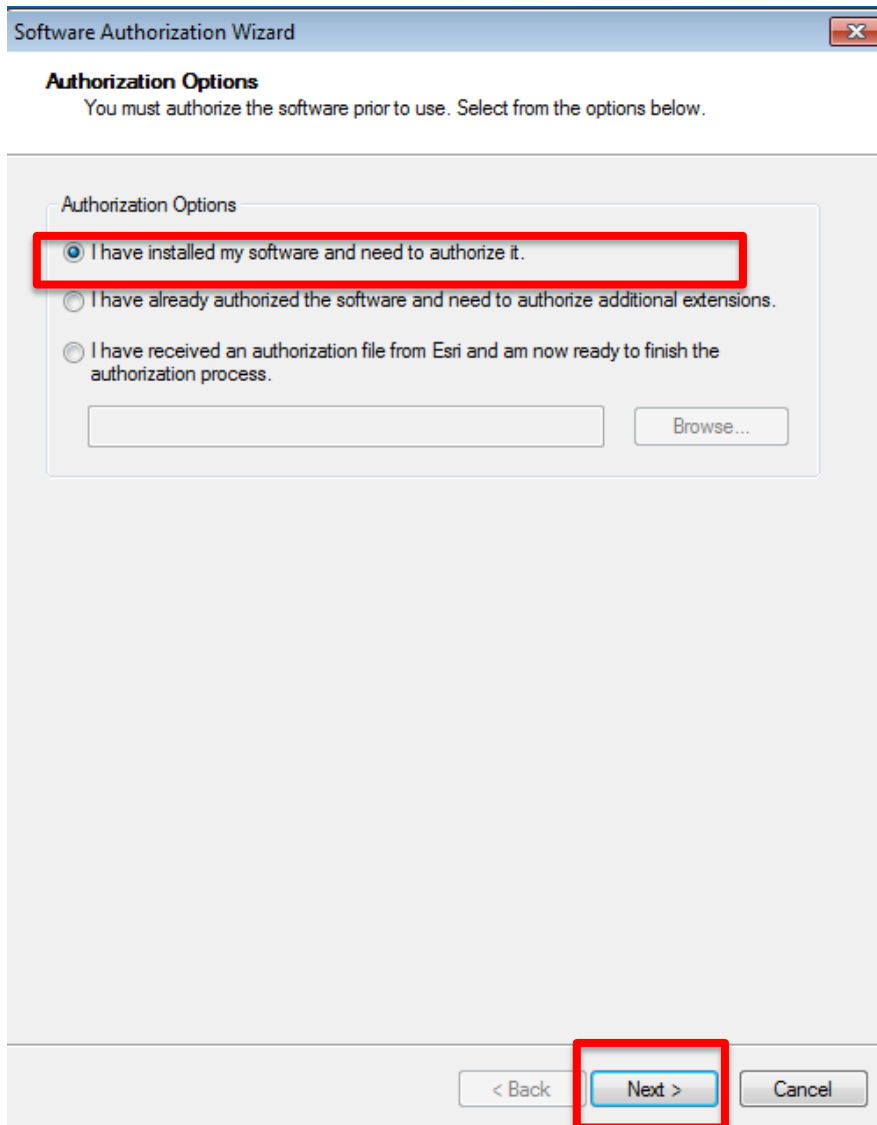 Software Authorization Wizard
Authorization Options
You must authorize the software prior to use. Select from the options below.
Authorization Options
I have installed my software and need to authorize it.
I have already authorized the software and need to authorize additional extensions.
I have received an authorization file from Esri and am now ready to finish the
authorization process.
Browse...
< Back Next > Cancel